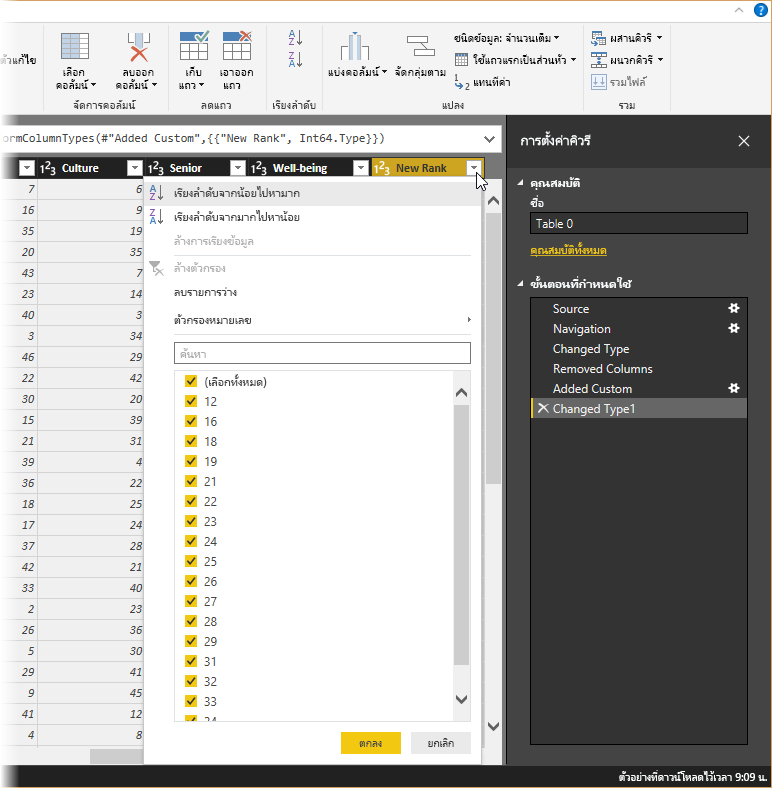 ตัวแก้ไข
เลือก
คอลัมน์
ลบออก
คอลัมน์
จัดการคอลัมน์
เก็บ
แถว
เอาออก
แถว
ลดแถว
เรียงลำดับ
แบ่งคอลัมน์
จัดกลุ่มตาม
ชนิดข้อมูล: จำนวนเต็ม
ใช้แถวแรกเป็นส่วนหัว
แทนที่ค่า
แปลง
ผสานคิวรี
ผนวกคิวรี
รวมไฟล์
รวม
ormColumnTypes(#"Added Custom",{{"New Rank", Int64.Type}})
Culture
Senior
Well-being
New Rank
7 6
16 9
35 19
20 35
43 7
23 14
40 3
3 34
46 29
22 42
30 20
15 39
21 31
39 4
36 22
18 25
17 24
37 28
42 21
33 40
2 23
26 36
5 30
29 41
9 45
41 12
4 8
เรียงลำดับจากน้อยไปหามาก
เรียงลำดับจากมากไปหาน้อย
ล้างการเรียงข้อมูล
ล้างตัวกรอง
ลบรายการว่าง
ตัวกรองหมายเลข
ค้นหา
(เลือกทั้งหมด)
12
16
18
19
21
22
23
24
25
26
27
28
29
31
32
33
34
ตกลง
ยกเลิก
การตั้งค่าคิวรี
คุณสมบัติ
ชื่อ
Table 0
คุณสมบัติทั้งหมด
ขั้นตอนที่กำหนดใช้
Source
Navigation
Changed Type
Removed Columns
Added Custom
Changed Type1
ตัวอย่างที่ดาวน์โหลดไว้เวลา 9:09 น.